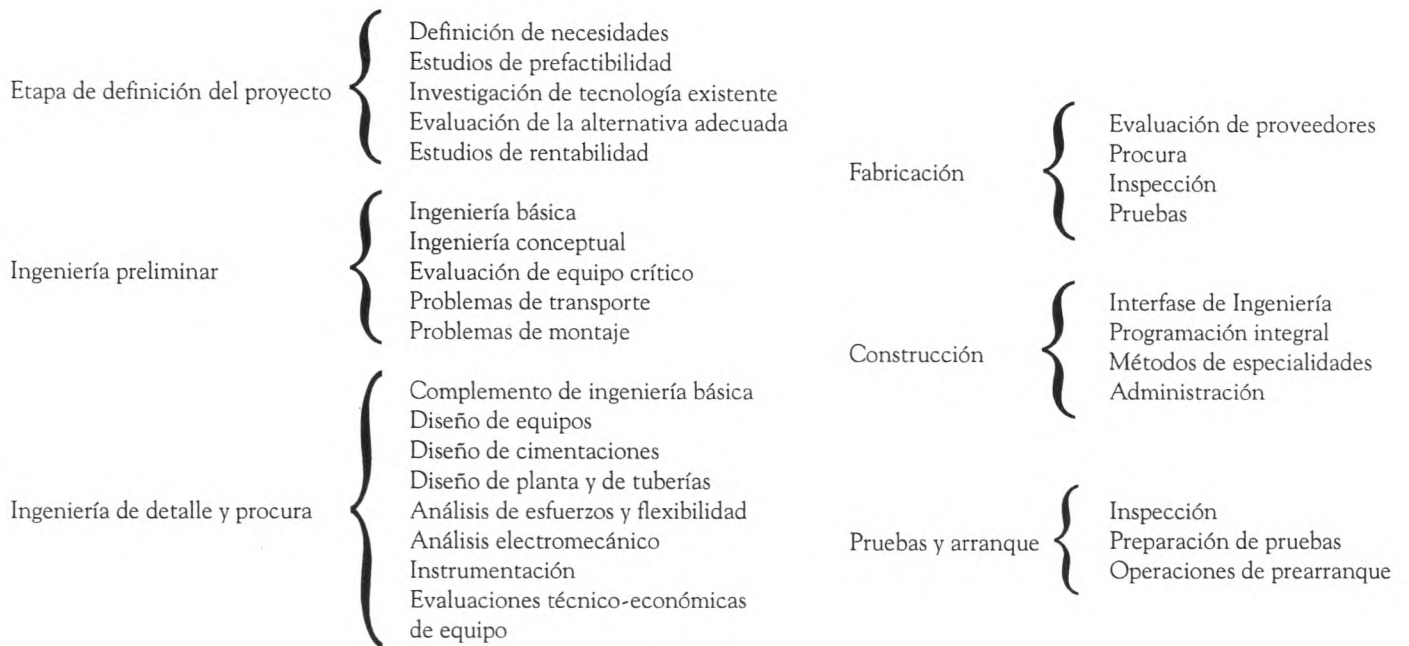 Etapa de definición del proyecto
Definición de necesidades
Estudios de prefactibilidad
Investigación de tecnología existente
Evaluación de la alternativa adecuada
Estudios de rentabilidad
Ingeniería preliminar
Ingeniería básica
Ingeniería conceptual
Evaluación de equipo crítico
Problemas de transporte
Problemas de montaje
Ingeniería de detalle y procura
Complemento de ingeniería básica
Diseño de equipos
Diseño de cimentaciones
Diseño de planta y de tuberías
Análisis de esfuerzos y flexibilidad
Análisis electromecánico
Instrumentación
Evaluaciones técnico-económicas
de equipo
Fabricación
Evaluación de proveedores
Procura
Inspección
Pruebas
Construcción
Interfase de Ingeniería
Programación integral
Métodos de especialidades
Administración
Pruebas y arranque
Inspección
Preparación de pruebas
Operaciones de prearranque